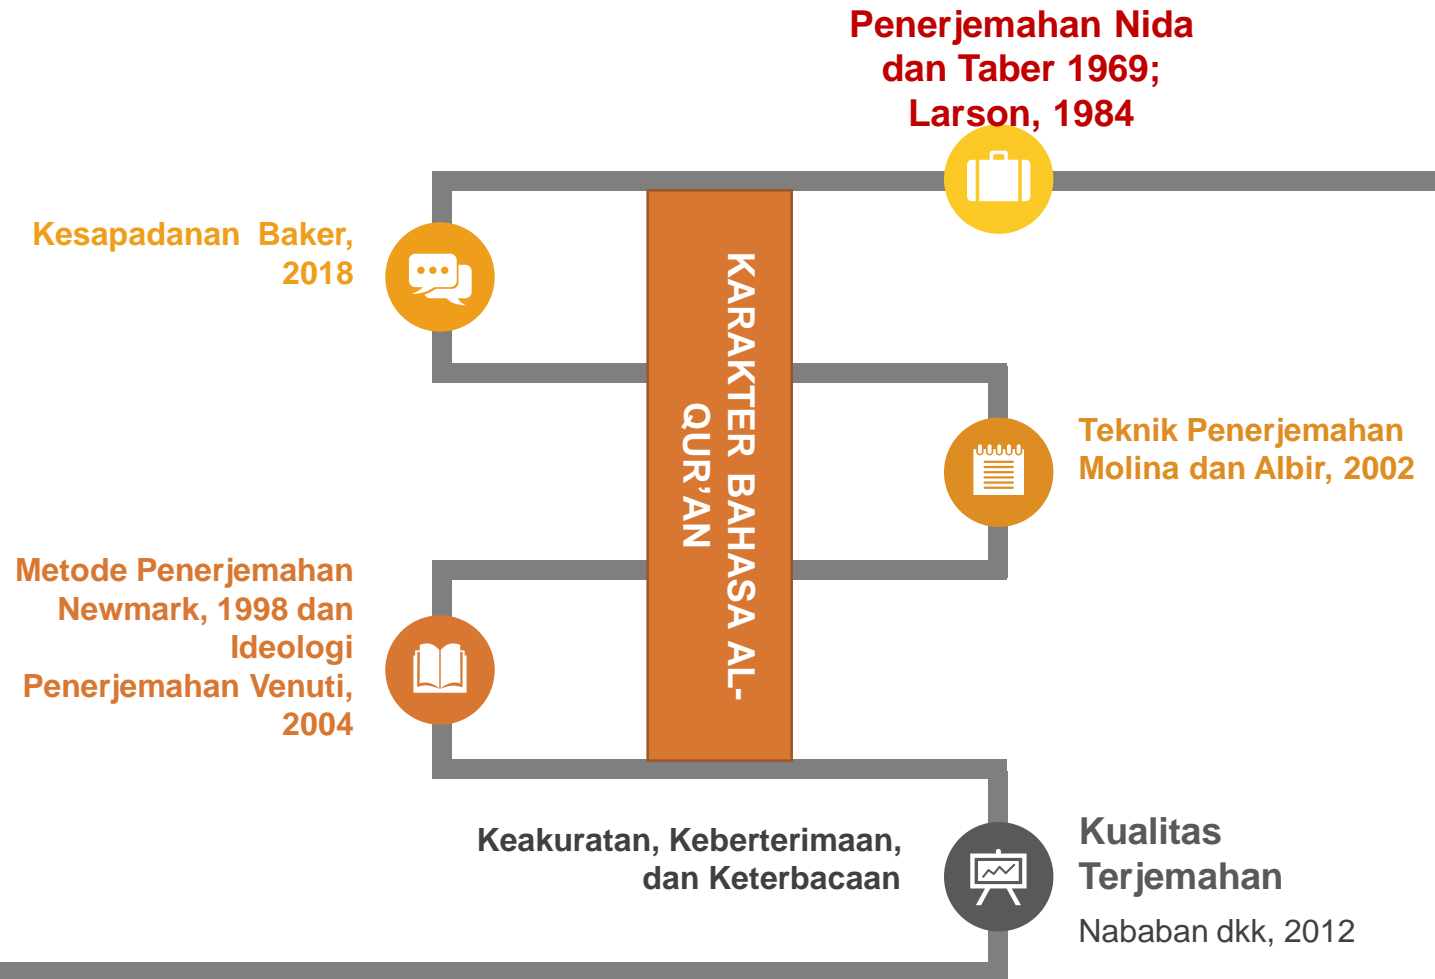 Penerjemahan Nida
dan Taber 1969;
Larson, 1984
Kesapadanan Baker,
2018
KARAKTER BAHASA AL-
QUR’AN
Teknik Penerjemahan
Molina dan Albir, 2002
Metode Penerjemahan
Newmark, 1998 dan
Ideologi
Penerjemahan Venuti,
2004
Keakuratan, Keberterimaan,
dan Keterbacaan
Kualitas
Terjemahan
Nababan dkk, 2012